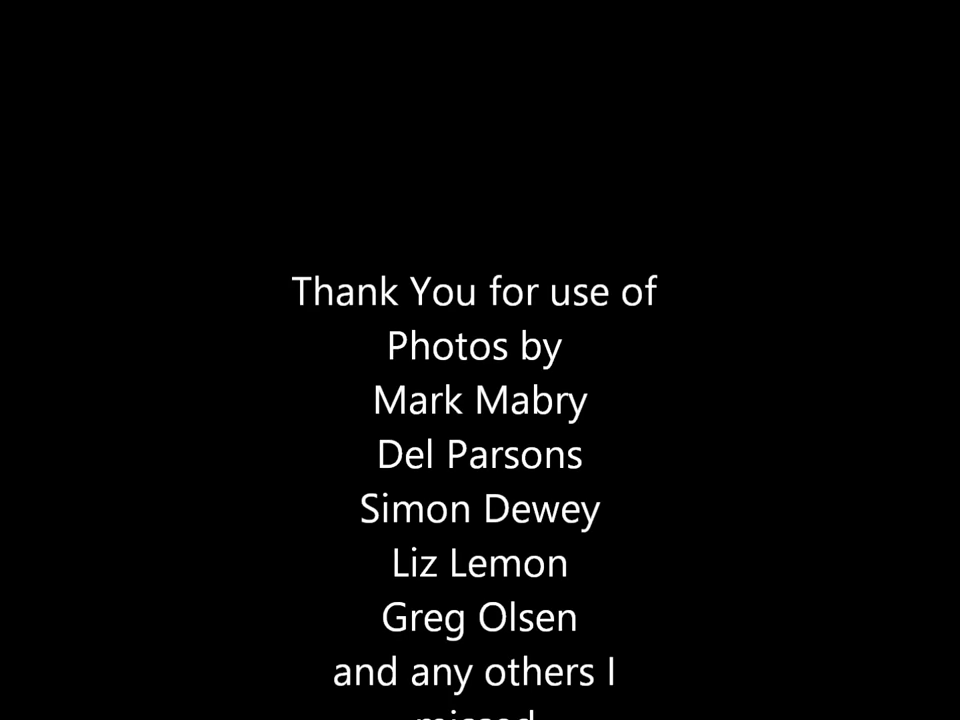 Thank You for use of
Photos by
Mark Mabry
Del Parsons
Simon Dewey
Liz Lemon
Greg Olsen
and any others I
missed